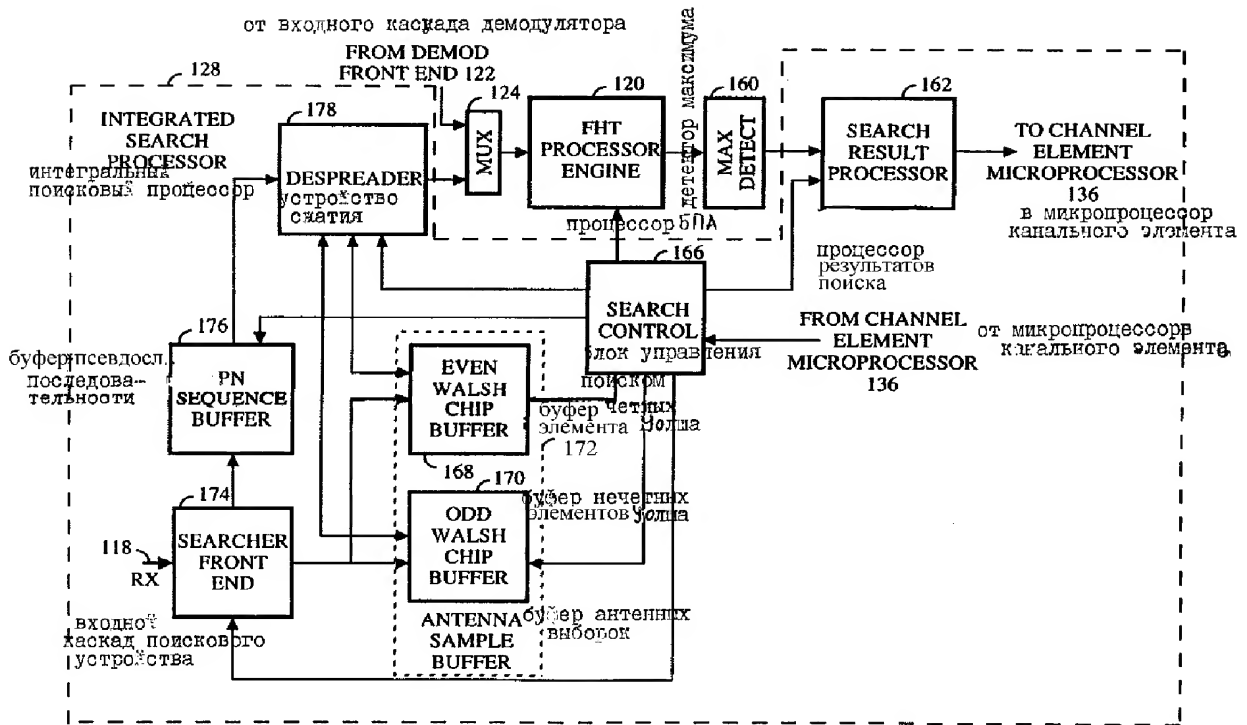 от входного каскада демодулятора
FROM DEMOD
FRONT END 122
128
178
124
120
160
детектор максимума
162
INTEGRATED
SEARCH
PROCESSOR
интегральный
поисковый процессор
DESPREADER
устройство
сжатия
MUX
FHT
PROCESSOR
ENGINE
процессор БПА
MAX
DETECT
SEARCH
RESULT
PROCESSOR
процессор
результатов
поиска
TO CHANNEL
ELEMENT
MICROPROCESSOR
136
в микропроцессор
канального элемента
166
SEARCH
CONTROL
блок управления
поиском
FROM CHANNEL
ELEMENT
MICROPROCESSOR
136
от микропроцессорв
канального элемента
176
буфер псевдосл.
последова-
тельности
PN
SEQUENCE
BUFFER
EVEN
WALSH
CHIP
BUFFER
буфер четных
элемента Уолша
168
172
170
ODD
WALSH
CHIP
BUFFER
буфер нечетных
элементов Уолша
174
SEARCHER
FRONT
END
118
RX
входной
каскад поискового
устройства
ANTENNA
SAMPLE
BUFFER
буфер антенних
выборок